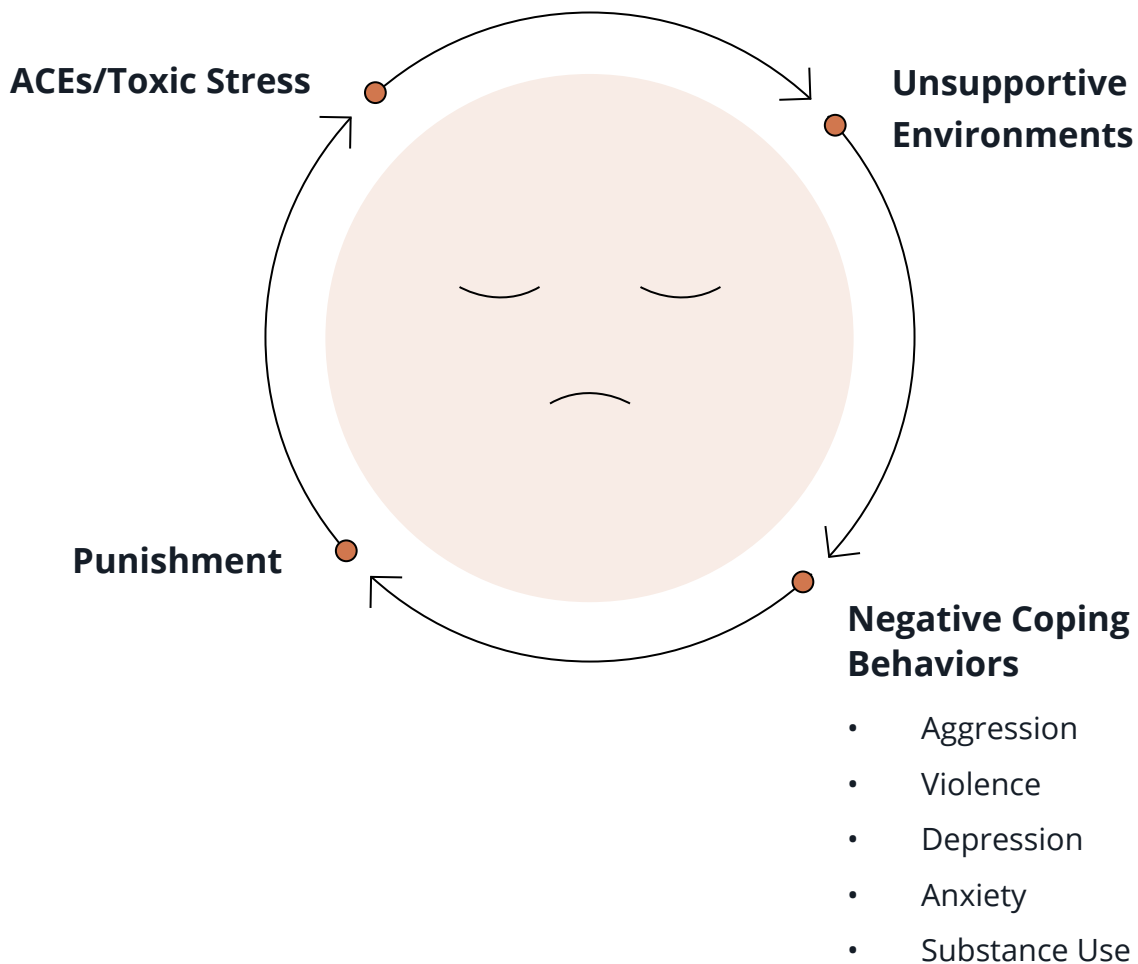 ACEs/Toxic Stress
Unsupportive
Environments
Punishment
Negative Coping
Behaviors
• Aggression
• Violence
• Depression
• Anxiety
• Substance Use